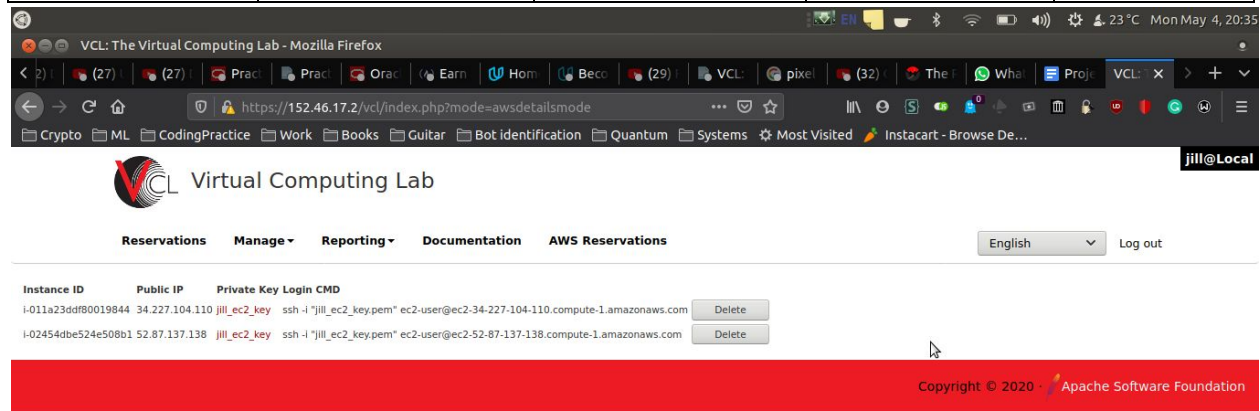 EN 23 °C Mon May 4, 20:35
VCL: The Virtual Computing Lab - Mozilla Firefox
2) (27) (27) Pract Pract Orac Earn Hom Beco (29) VCL: pixel (32) The What Proje VCL:
https://152.46.17.2/vcl/index.php?mode=awsdetailsmode
Crypto ML CodingPractice Work Books Guitar Bot identification Quantum Systems Most Visited Instacart - Browse De...
jill@Local
VCL Virtual Computing Lab
Reservations Manage Reporting Documentation AWS Reservations English Log out
Instance ID Public IP Private Key Login CMD
i-011a23ddf80019844 34.227.104.110 jill_ec2_key ssh -i "jill_ec2_key.pem" ec2-user@ec2-34-227-104-110.compute-1.amazonaws.com Delete
i-02454dbe524e508b1 52.87.137.138 jill_ec2_key ssh -i "jill_ec2_key.pem" ec2-user@ec2-52-87-137-138.compute-1.amazonaws.com Delete
Copyright © 2020 · Apache Software Foundation